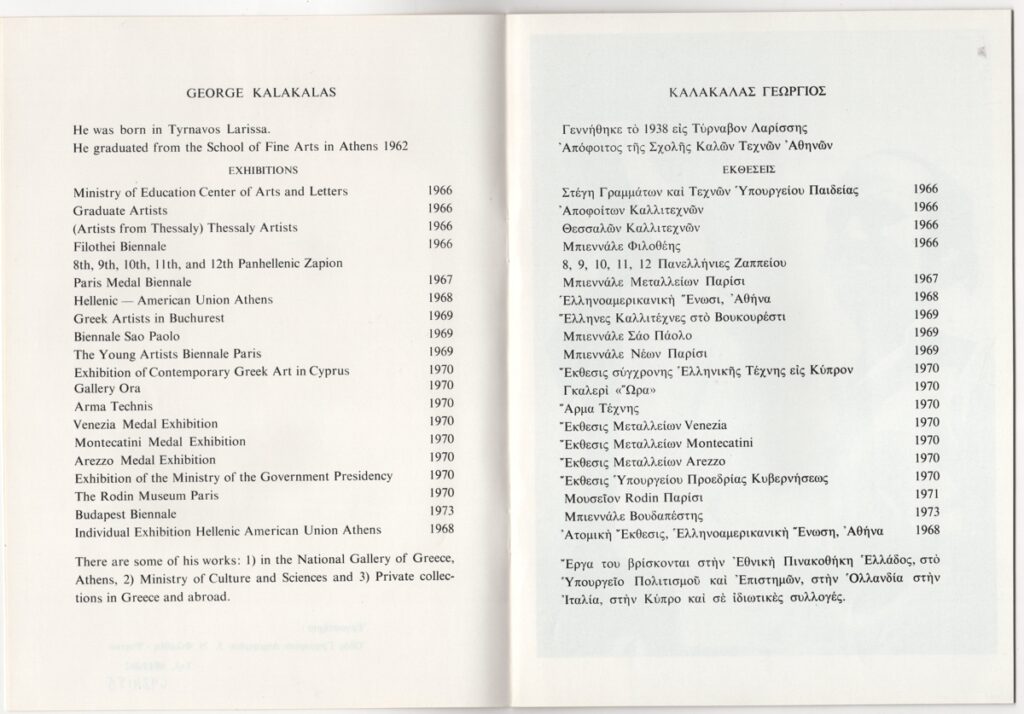 GEORGE KALAKALAS
He was born in Tyrnavos Larissa.
He graduated from the School of Fine Arts in Athens 1962
EXHIBITIONS
Ministry of Education Center of Arts and Letters 1966
Graduate Artists 1966
(Artists from Thessaly) Thessaly Artists 1966
Filothei Biennale 1966
8th, 9th, 10th, 11th, and 12th Panhellenic Zapion
Paris Medal Biennale 1967
Hellenic — American Union Athens 1968
Greek Artists in Buchurest 1969
Biennale Sao Paolo 1969
The Young Artists Biennale Paris 1969
Exhibition of Contemporary Greek Art in Cyprus 1970
Gallery Ora 1970
Arma Technis 1970
Venezia Medal Exhibition 1970
Montecatini Medal Exhibition 1970
Arezzo Medal Exhibition 1970
Exhibition of the Ministry of the Government Presidency 1970
The Rodin Museum Paris 1970
Budapest Biennale 1973
Individual Exhibition Hellenic American Union Athens 1968
There are some of his works: 1) in the National Gallery of Greece,
Athens, 2) Ministry of Culture and Sciences and 3) Private collec-
tions in Greece and abroad.
ΚΑΛΑΚΑΛΑΣ ΓΕΩΡΓΙΟΣ
Γεννήθηκε τὸ 1938 εἰς Τύρναβον Λαρίσσης
Ἀπόφοιτος τῆς Σχολῆς Καλῶν Τεχνῶν Ἀθηνῶν
ΕΚΘΕΣΕΙΣ
Στέγη Γραμμάτων καὶ Τεχνῶν Ὑπουργείου Παιδείας 1966
Ἀποφοίτων Καλλιτεχνῶν 1966
Θεσσαλῶν Καλλιτεχνῶν 1966
Μπιεννάλε Φιλοθέης 1966
8, 9, 10, 11, 12 Πανελλήνιες Ζαππείου
Μπιεννάλε Μεταλλείων Παρίσι 1967
Ἑλληνοαμερικανικὴ Ἕνωσι, Ἀθήνα 1968
Ἕλληνες Καλλιτέχνες στὸ Βουκουρέστι 1969
Μπιεννάλε Σάο Πάολο 1969
Μπιεννάλε Νέων Παρίσι 1969
Ἔκθεσις σύγχρονης Ἑλληνικῆς Τέχνης εἰς Κύπρον 1970
Γκαλερὶ «Ὥρα» 1970
Ἅρμα Τέχνης 1970
Ἔκθεσις Μεταλλείων Venezia 1970
Ἔκθεσις Μεταλλείων Montecatini 1970
Ἔκθεσις Μεταλλείων Arezzo 1970
Ἔκθεσις Ὑπουργείου Προεδρίας Κυβερνήσεως 1970
Μουσεῖον Rodin Παρίσι 1971
Μπιεννάλε Βουδαπέστης 1973
Ἀτομικὴ Ἔκθεσις, Ἑλληνοαμερικανικὴ Ἕνωση, Ἀθήνα 1968
Ἔργα του βρίσκονται στὴν Ἐθνικὴ Πινακοθήκη Ἑλλάδος, στὸ
Ὑπουργεῖο Πολιτισμοῦ καὶ Ἐπιστημῶν, στὴν Ὁλλανδία στὴν
Ἰταλία, στὴν Κύπρο καὶ σὲ ἰδιωτικὲς συλλογές.